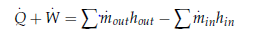 Q̇ + Ẇ = ∑ṁ_out h_out − ∑ṁ_in h_in